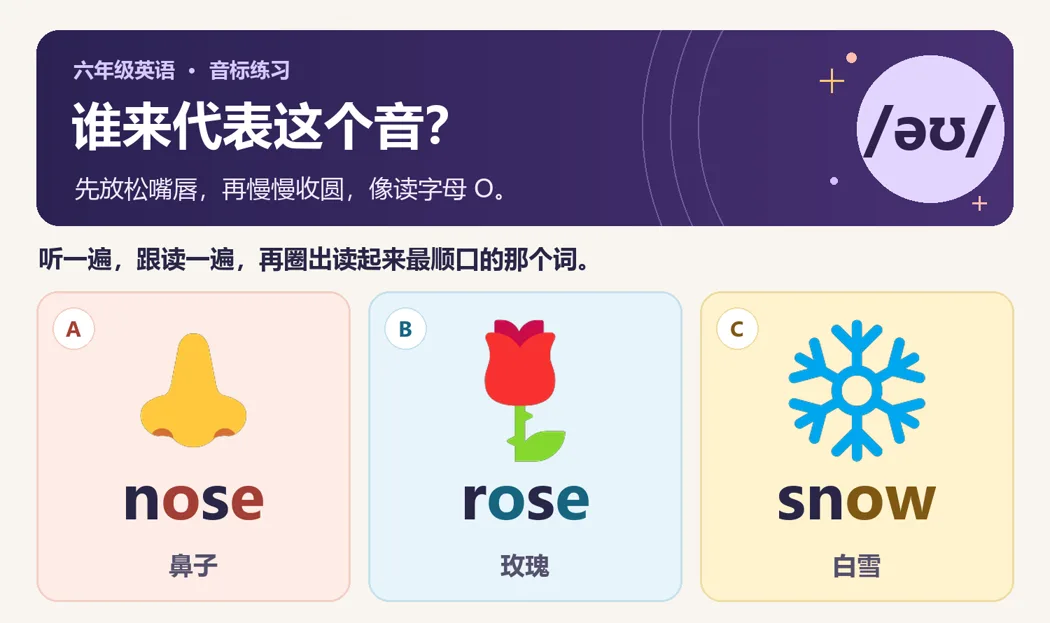 六年级英语 · 音标练习
谁来代表这个音?
/əʊ/
先放松嘴唇，再慢慢收圆，像读字母 O。
听一遍，跟读一遍，再圈出读起来最顺口的那个词。
A
nose
鼻子
B
rose
玫瑰
C
snow
白雪